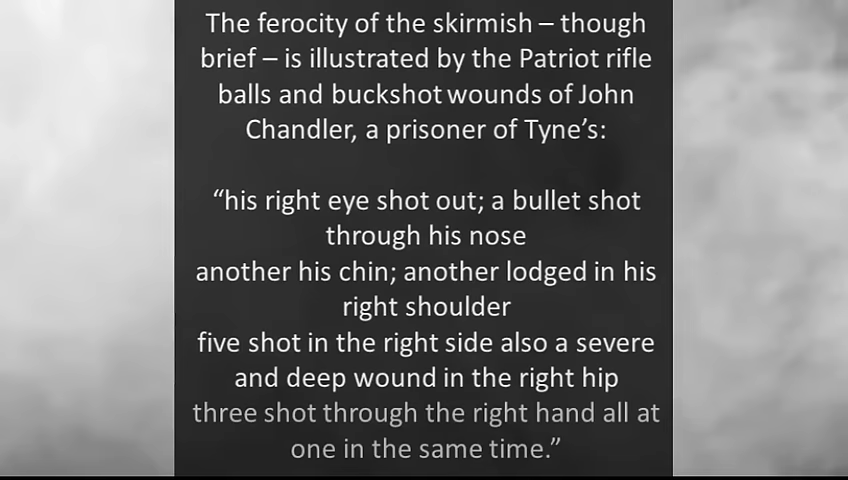 The ferocity of the skirmish – though
brief – is illustrated by the Patriot rifle
balls and buckshot wounds of John
Chandler, a prisoner of Tyne’s:
“his right eye shot out; a bullet shot
through his nose
another his chin; another lodged in his
right shoulder
five shot in the right side also a severe
and deep wound in the right hip
three shot through the right hand all at
one in the same time.”